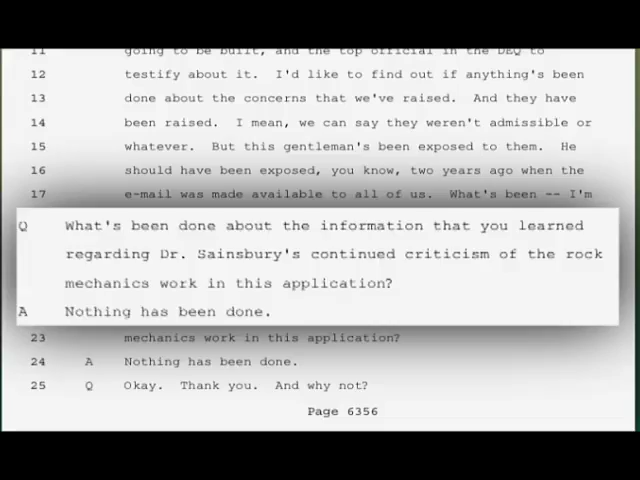 11 going to be built, and the top official in the DEQ to
12 testify about it. I'd like to find out if anything's been
13 done about the concerns that we've raised. And they have
14 been raised. I mean, we can say they weren't admissible or
15 whatever. But this gentleman's been exposed to them. He
16 should have been exposed, you know, two years ago when the
17 e-mail was made available to all of us. What's been -- I'm
Q What's been done about the information that you learned
regarding Dr. Sainsbury's continued criticism of the rock
mechanics work in this application?
A Nothing has been done.
23 mechanics work in this application?
24 A Nothing has been done.
25 Q Okay. Thank you. And why not?
Page 6356